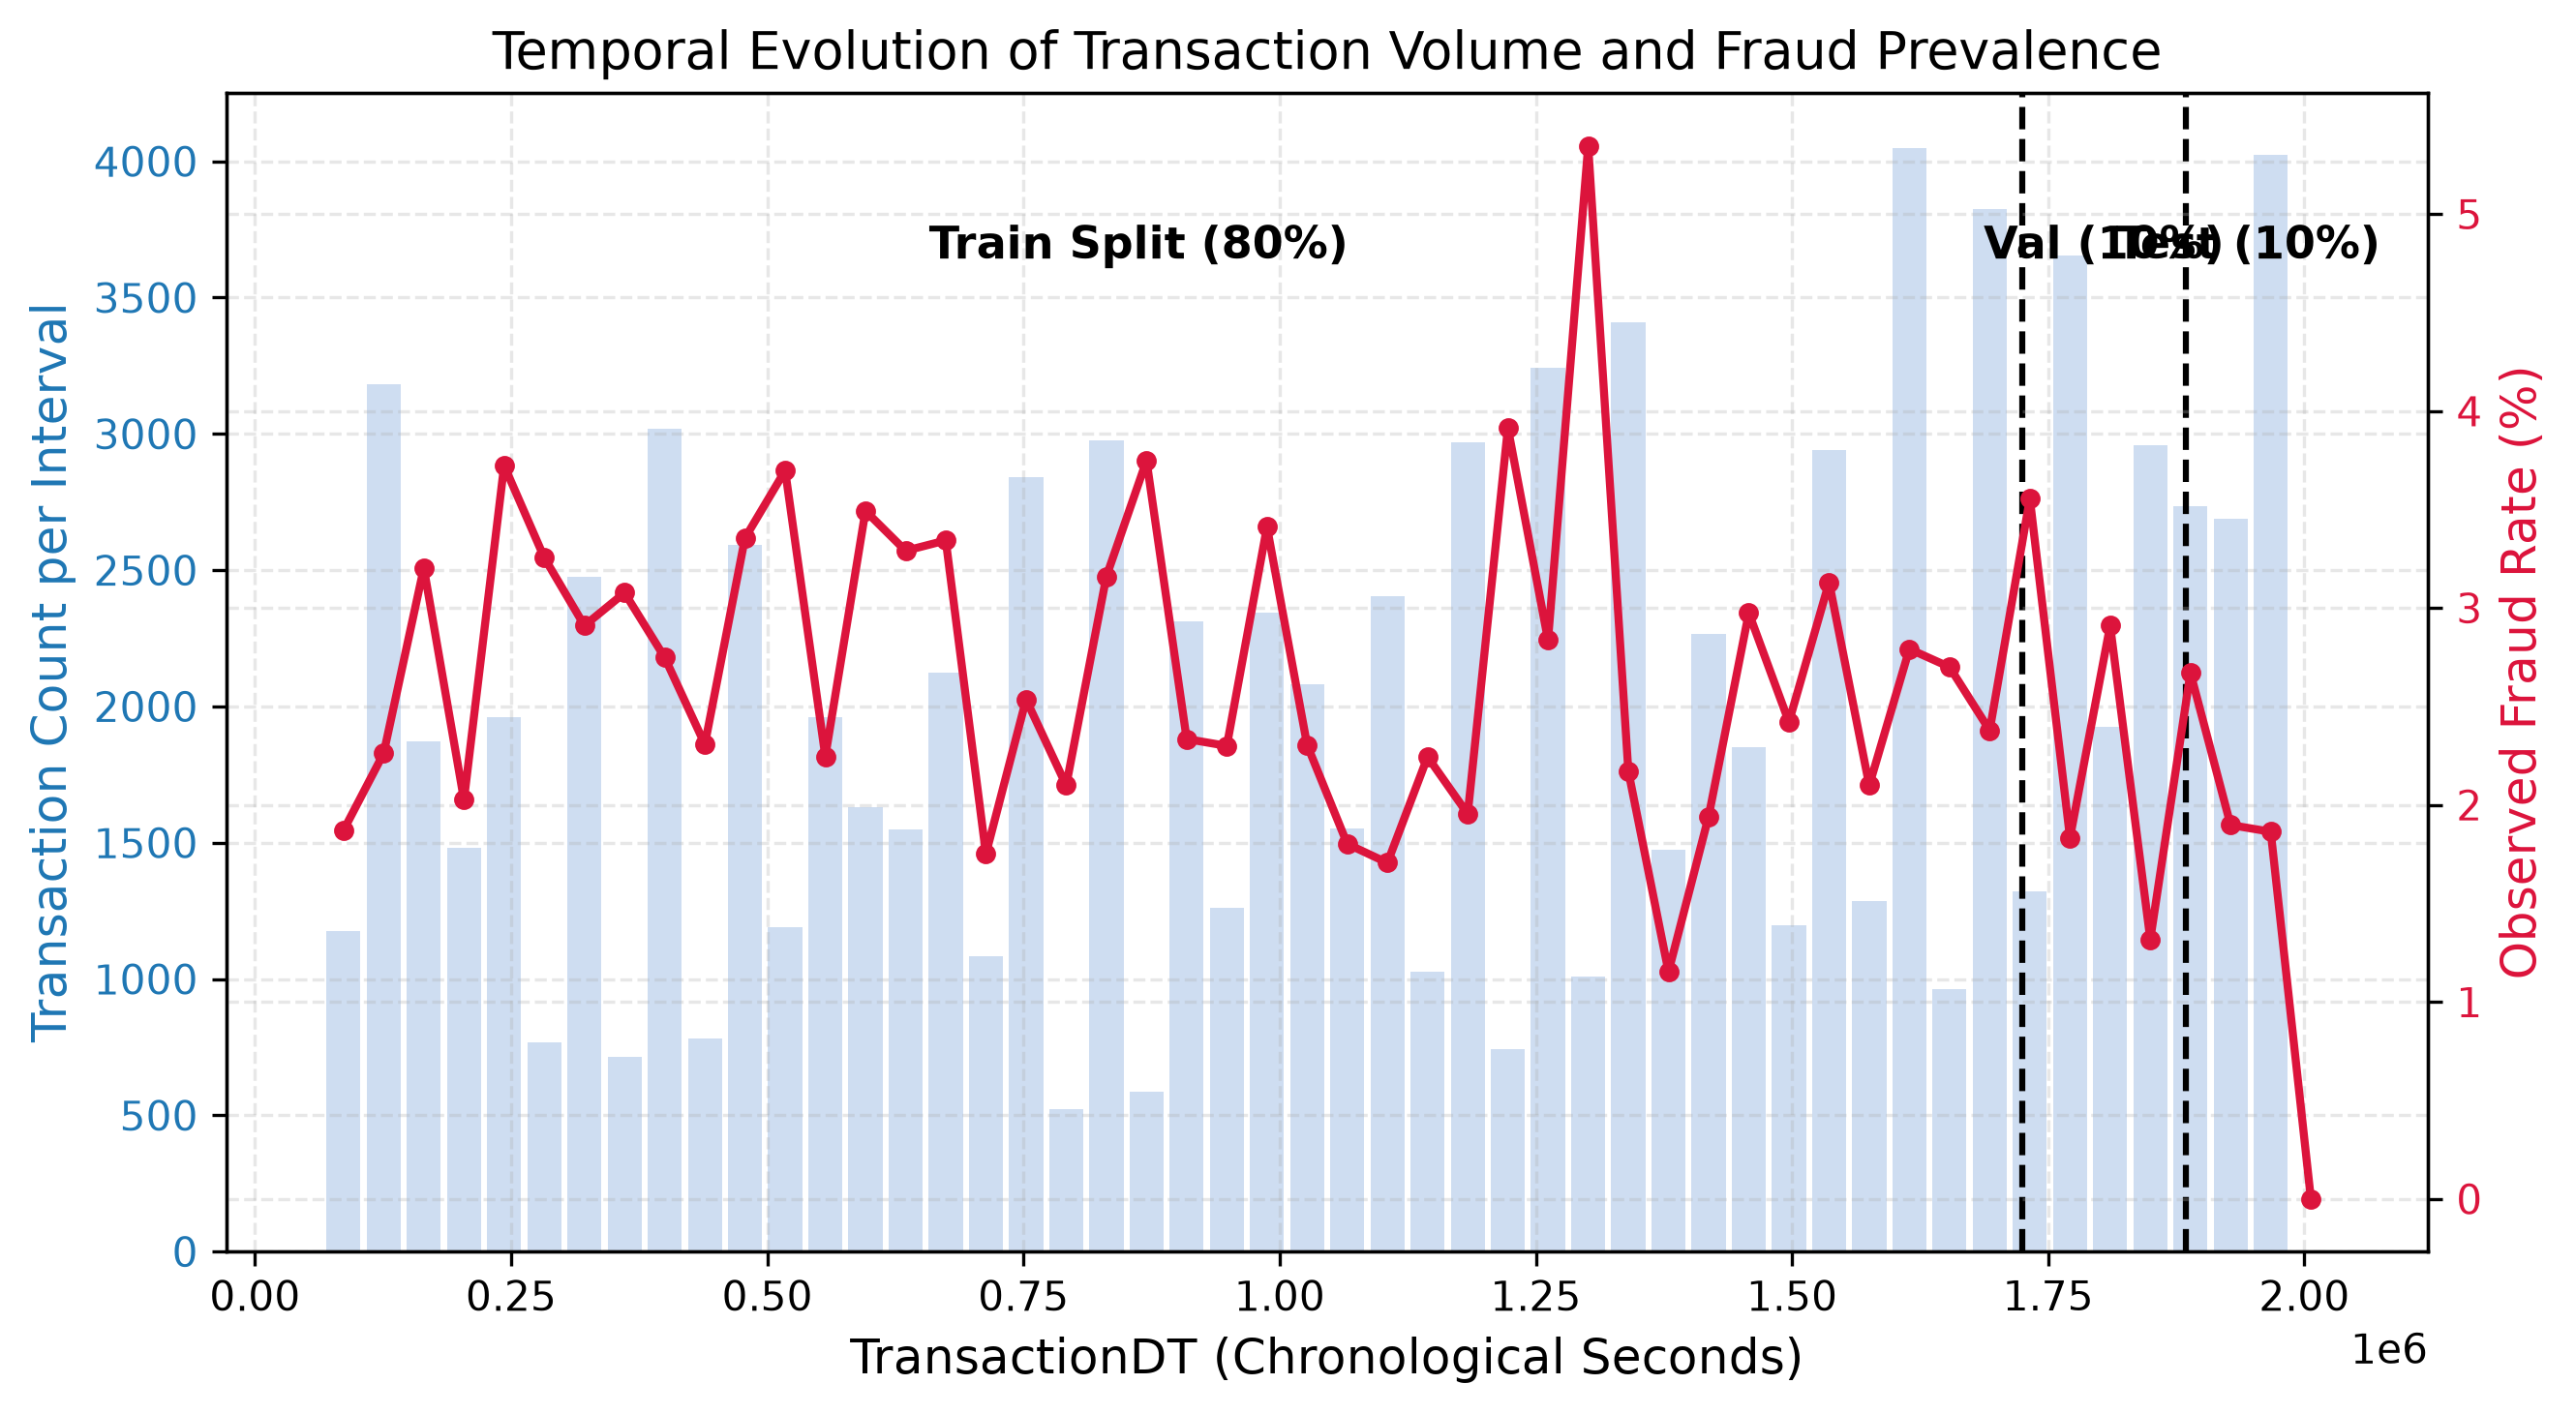 Temporal Evolution of Transaction Volume and Fraud Prevalence
Transaction Count per Interval
4000
3500
3000
2500
2000
1500
1000
500
0
Train Split (80%)
Val (10%)
Test (10%)
5
4
3
2
1
0
Observed Fraud Rate (%)
0.00 0.25 0.50 0.75 1.00 1.25 1.50 1.75 2.00
1e6
TransactionDT (Chronological Seconds)